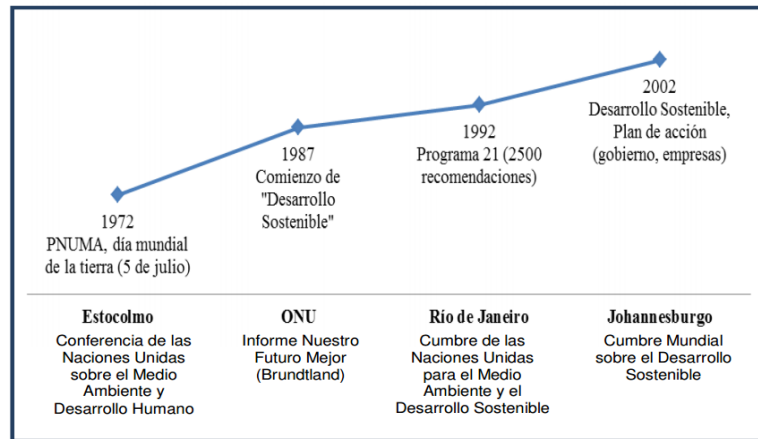 1972
PNUMA, día mundial
de la tierra (5 de julio)
1987
Comienzo de
"Desarrollo
Sostenible"
1992
Programa 21 (2500
recomendaciones)
2002
Desarrollo Sostenible,
Plan de acción
(gobierno, empresas)
Estocolmo
Conferencia de las
Naciones Unidas
sobre el Medio
Ambiente y
Desarrollo Humano
ONU
Informe Nuestro
Futuro Mejor
(Brundtland)
Río de Janeiro
Cumbre de las
Naciones Unidas
para el Medio
Ambiente y el
Desarrollo Sostenible
Johannesburgo
Cumbre Mundial
sobre el Desarrollo
Sostenible